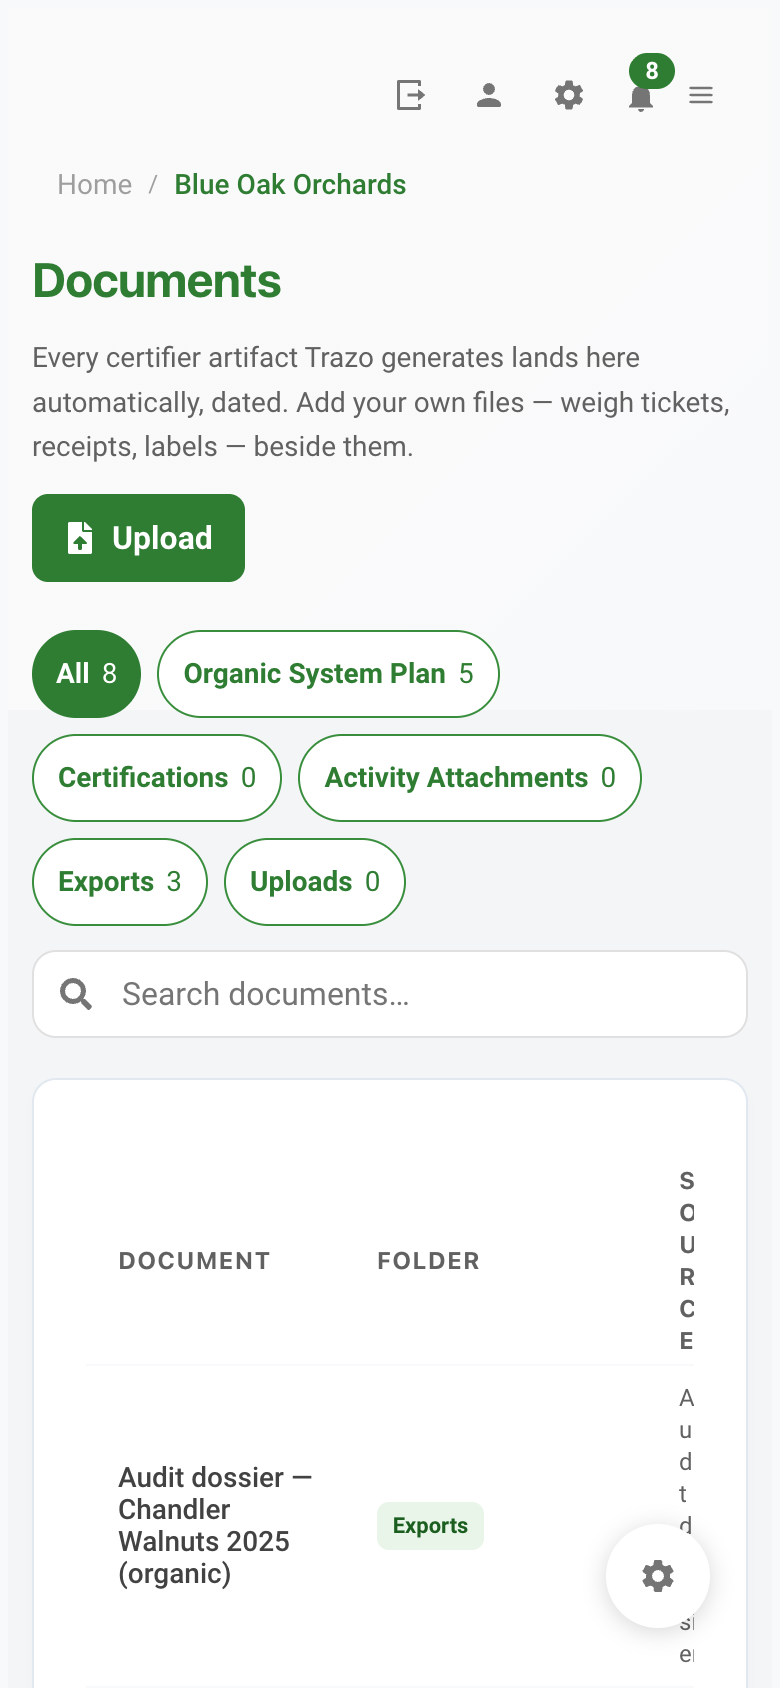 8
Home / Blue Oak Orchards
Documents
Every certifier artifact Trazo generates lands here
automatically, dated. Add your own files — weigh tickets,
receipts, labels — beside them.
Upload
All 8
Organic System Plan 5
Certifications 0
Activity Attachments 0
Exports 3
Uploads 0
Search documents...
DOCUMENT
FOLDER
SOURCE
Audit dossier —
Chandler
Walnuts 2025
(organic)
Exports
A
u
d
t
d